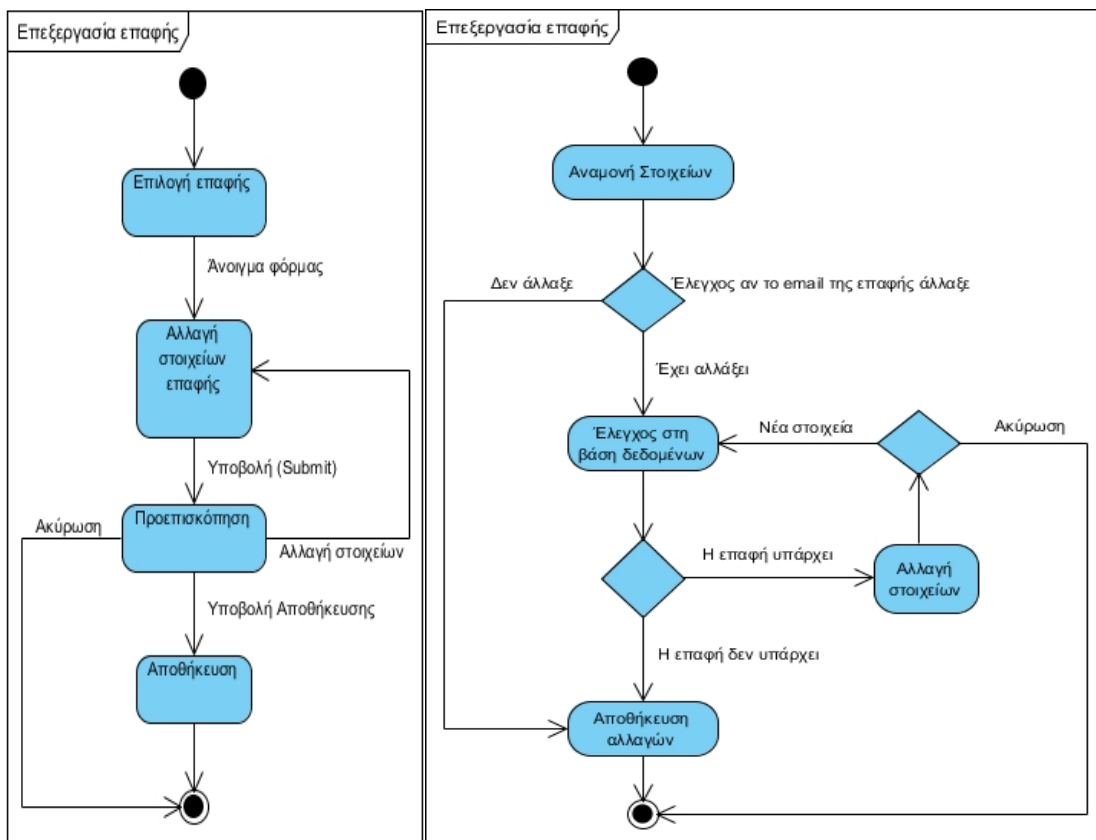 Επεξεργασία επαφής
Επιλογή επαφής
Άνοιγμα φόρμας
Αλλαγή
στοιχείων
επαφής
Υποβολή (Submit)
Ακύρωση
Προεπισκόπηση
Αλλαγή στοιχείων
Υποβολή Αποθήκευσης
Αποθήκευση
Επεξεργασία επαφής
Αναμονή Στοιχείων
Δεν άλλαξε
Έλεγχος αν το email της επαφής άλλαξε
Έχει αλλάξει
Έλεγχος στη
βάση δεδομένων
Νέα στοιχεία
Ακύρωση
Η επαφή υπάρχει
Αλλαγή
στοιχείων
Η επαφή δεν υπάρχει
Αποθήκευση
αλλαγών